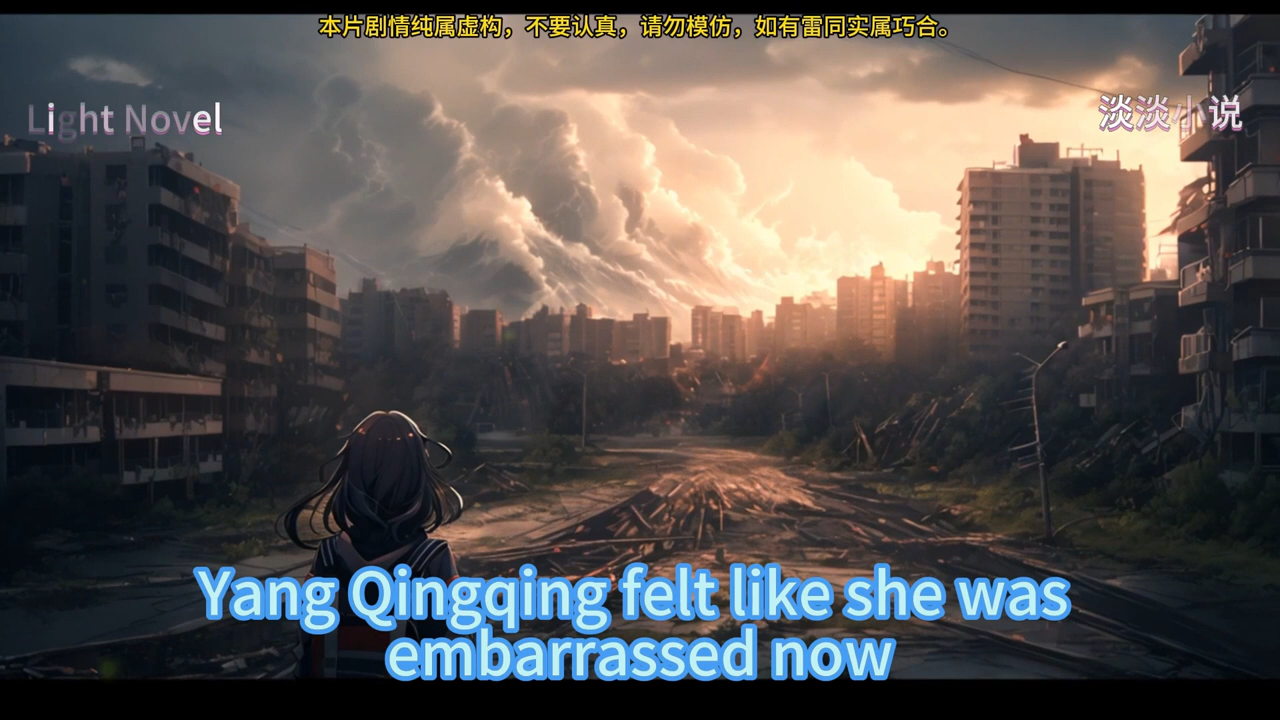 本片剧情纯属虚构，不要认真，请勿模仿，如有雷同实属巧合。
Light Novel
淡淡小说
Yang Qingqing felt like she was
embarrassed now